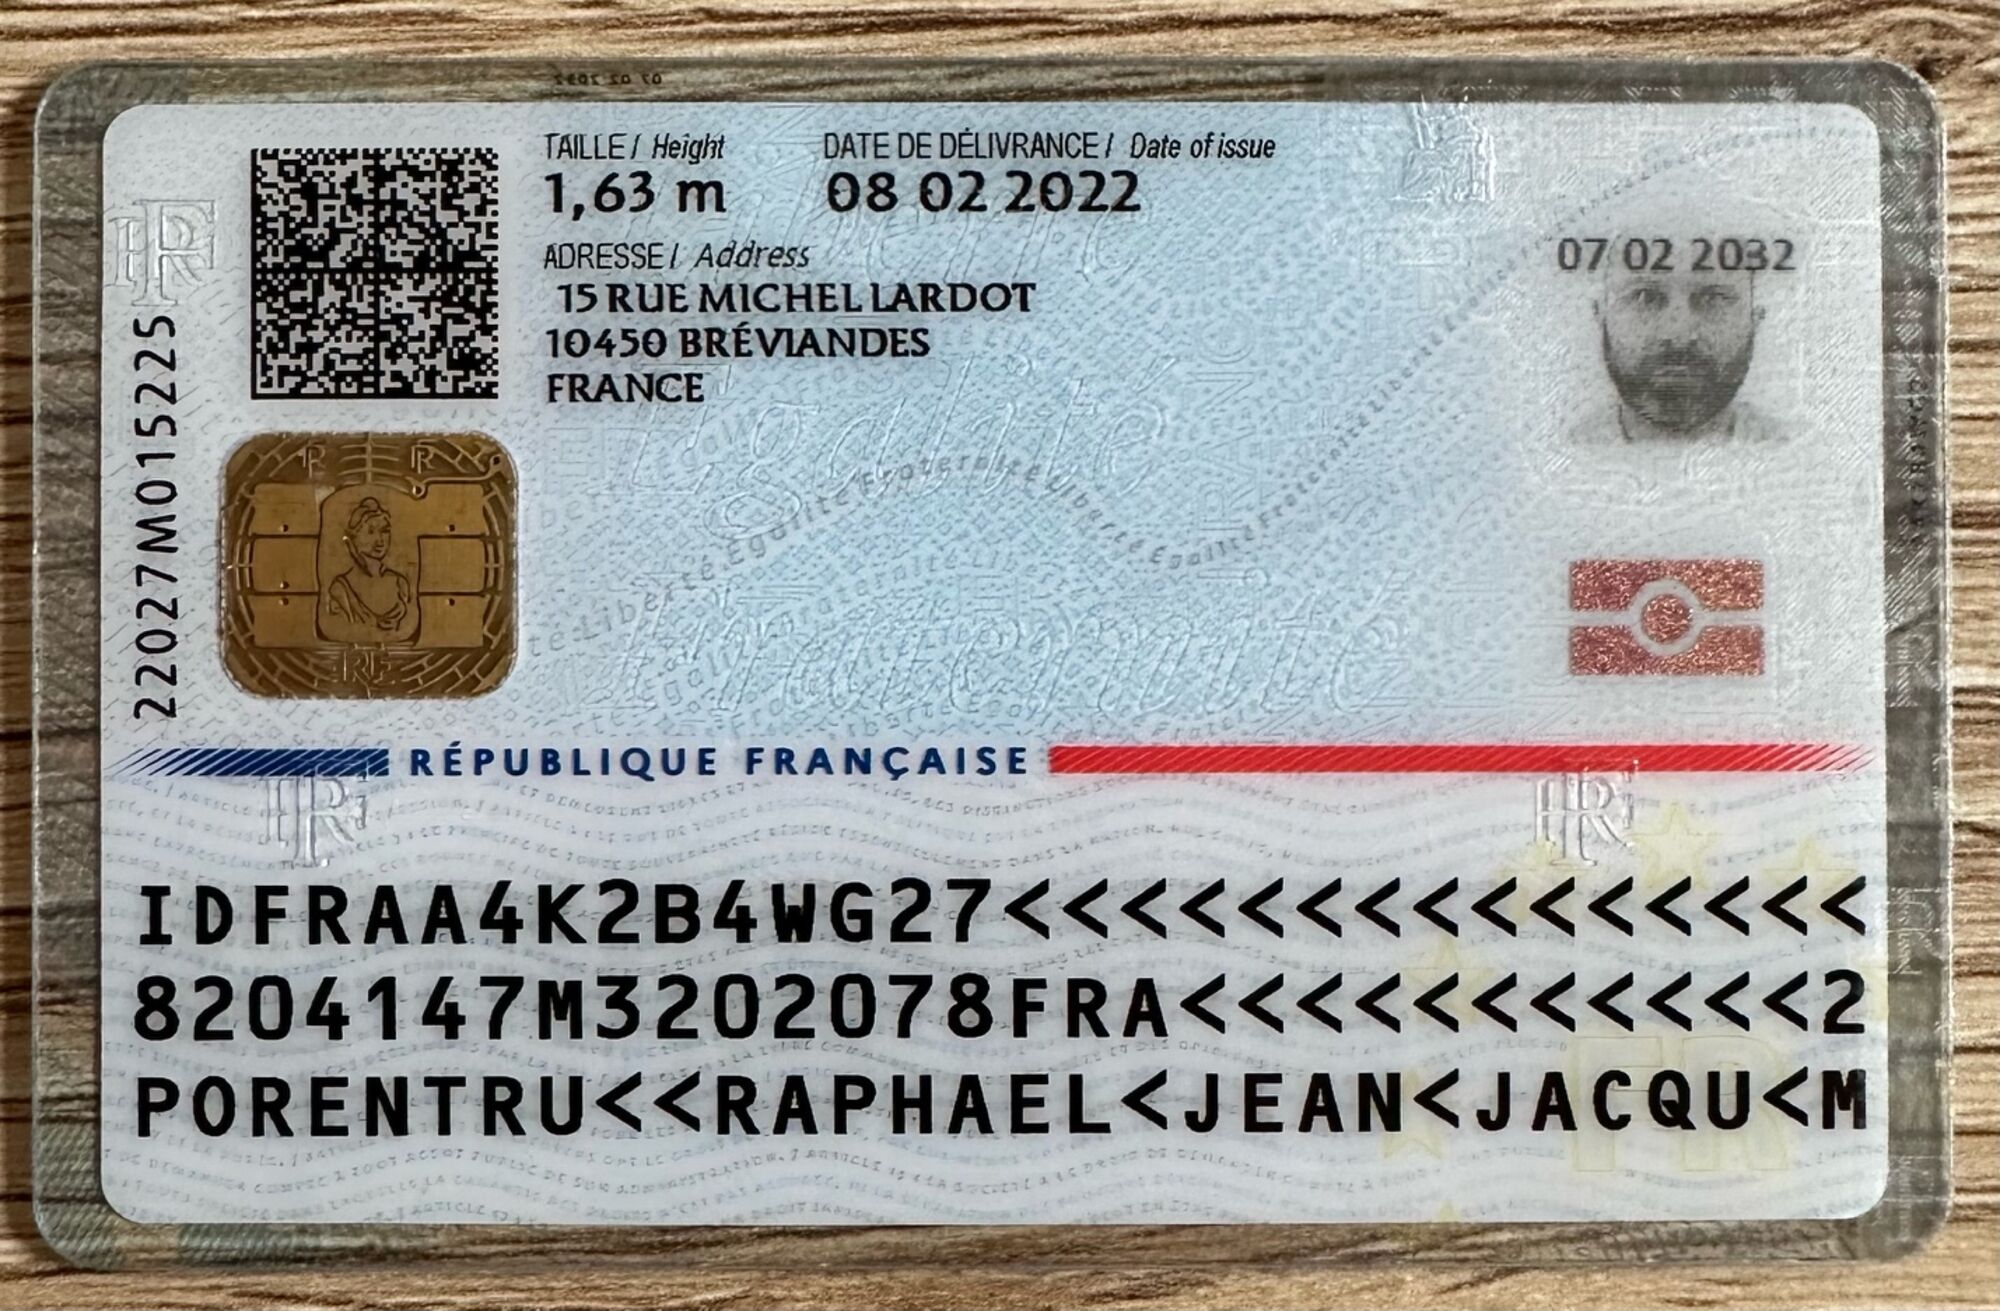 TAILLE / Height
1,63 m
DATE DE DÉLIVRANCE / Date of issue
08 02 2022
ADRESSE / Address
15 RUE MICHEL LARDOT
10450 BRÉVIANDES
FRANCE
07 02 2032
22027M015225
RÉPUBLIQUE FRANÇAISE
IDFRAA4K2B4WG27<<<<<<<<<<<<<<<
8204147M3202078FRA<<<<<<<<<<<2
PORENTRU<<RAPHAEL<JEAN<JACQU<M